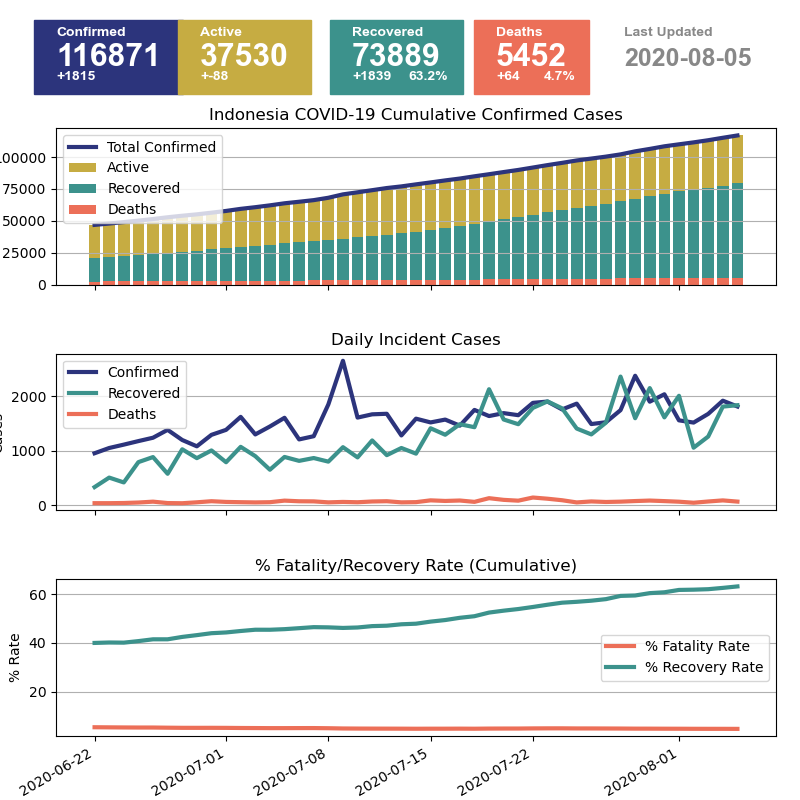 Confirmed Active Recovered Deaths Last Updated
116871 37530 73889 5452 2020-08-05
+1815 +-88 +1839 63.2% +64 4.7%
Indonesia COVID-19 Cumulative Confirmed Cases
Total Confirmed
Active
Recovered
Deaths
75000
50000
25000
0
Daily Incident Cases
Confirmed
Recovered
Deaths
2000
1000
0
% Fatality/Recovery Rate (Cumulative)
% Rate
60
40
20
% Fatality Rate
% Recovery Rate
2020-06-22 2020-07-01 2020-07-08 2020-07-15 2020-07-22 2020-08-01